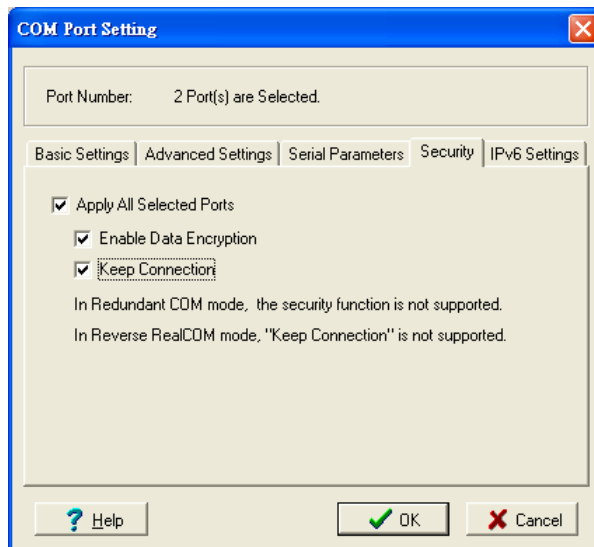 COM Port Setting
Port Number: 2 Port(s) are Selected.
Basic Settings Advanced Settings Serial Parameters Security IPv6 Settings
Apply All Selected Ports
Enable Data Encryption
Keep Connection
In Redundant COM mode, the security function is not supported.
In Reverse RealCOM mode, "Keep Connection" is not supported.
? Help OK Cancel